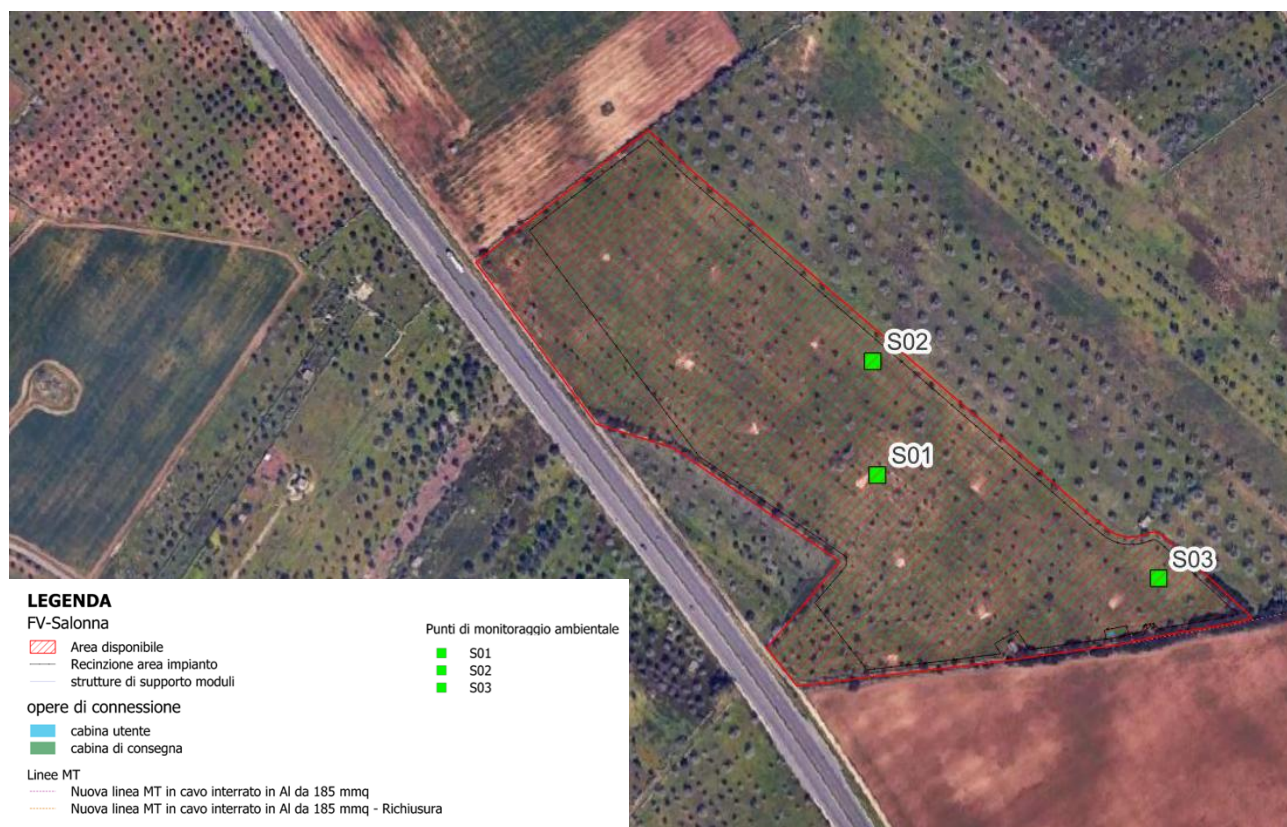 S02
S01
S03
LEGENDA
FV-Salonna
Area disponibile
Recinzione area impianto
strutture di supporto moduli
opere di connessione
cabina utente
cabina di consegna
Linee MT
Nuova linea MT in cavo interrato in Al da 185 mmq
Nuova linea MT in cavo interrato in Al da 185 mmq - Richiusura
Punti di monitoraggio ambientale
S01
S02
S03